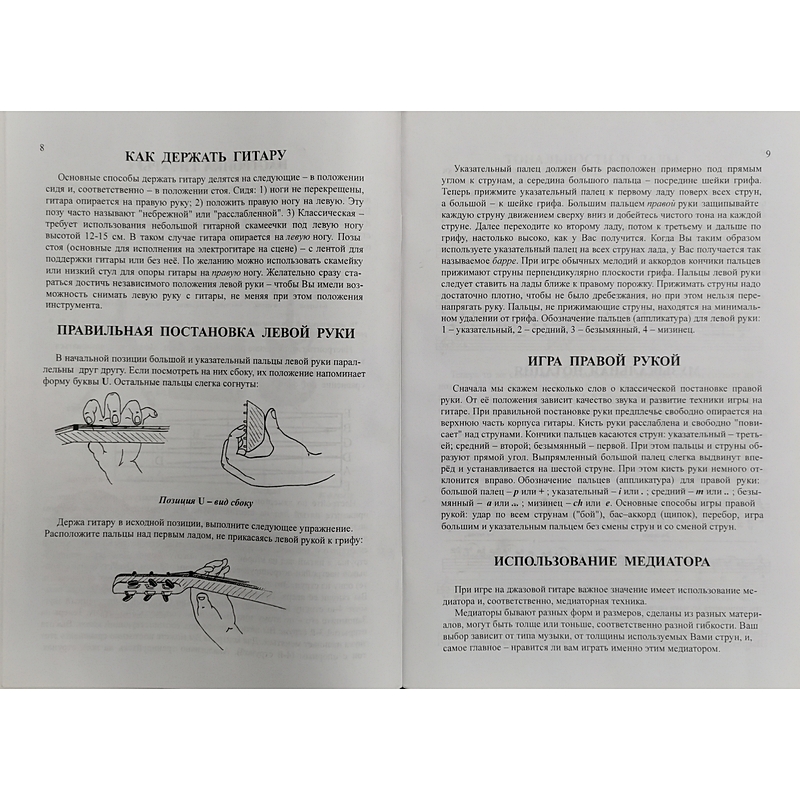 8
КАК ДЕРЖАТЬ ГИТАРУ
Основные способы держать гитару делятся на следующие – в положении
сидя и, соответственно – в положении стоя. Сидя: 1) ноги не перекрещены,
гитара опирается на правую руку; 2) положить правую ногу на левую. Эту
позу часто называют "небрежной" или "расслабленной". 3) Классическая –
требует использования небольшой гитарной скамеечки под левую ногу
высотой 12-15 см. В таком случае гитара опирается на левую ногу. Позы
стоя (основные для исполнения на электрогитаре на сцене) – с лентой для
поддержки гитары или без неё. По желанию можно использовать скамейку
или низкий стул для опоры гитары на правую ногу. Желательно сразу ста-
раться достичь независимого положения левой руки – чтобы Вы имели воз-
можность снимать левую руку с гитары, не меняя при этом положения
инструмента.
ПРАВИЛЬНАЯ ПОСТАНОВКА ЛЕВОЙ РУКИ
В начальной позиции большой и указательный пальцы левой руки парал-
лельны друг другу. Если посмотреть на них сбоку, их положение напоминает
форму буквы U. Остальные пальцы слегка согнуты:
Позиция U – вид сбоку
Держа гитару в исходной позиции, выполните следующее упражнение.
Расположите пальцы над первым ладом, не прикасаясь левой рукой к грифу:
9
Указательный палец должен быть расположен примерно под прямым
углом к струнам, а середина большого пальца - посредине шейки грифа.
Теперь прижмите указательный палец к первому ладу поверх всех струн,
а большой – к шейке грифа. Большим пальцем правой руки защипывайте
каждую струну движением сверху вниз и добейтесь чистого тона на каждой
струне. Далее переходите ко второму ладу, потом к третьему и дальше по
грифу, настолько высоко, как у Вас получится. Когда Вы таким образом
используете указательный палец на всех струнах лада, у Вас получается так
называемое барре. При игре обычных мелодий и аккордов кончики пальцев
прижимают струны перпендикулярно плоскости грифа. Пальцы левой руки
следует ставить на лады ближе к правому порожку. Прижимать струны надо
достаточно плотно, чтобы не было дребезжания, но при этом нельзя пере-
напрягать руку. Пальцы, не прижимающие струны, находятся на минималь-
ном удалении от грифа. Обозначение пальцев (аппликатура) для левой руки:
1 – указательный, 2 – средний, 3 – безымянный, 4 – мизинец.
ИГРА ПРАВОЙ РУКОЙ
Сначала мы скажем несколько слов о классической постановке правой
руки. От её положения зависит качество звука и развитие техники игры на
гитаре. При правильной постановке руки предплечье свободно опирается на
верхнюю часть корпуса гитары. Кисть руки расслаблена и свободно "пови-
сает" над струнами. Кончики пальцев касаются струн: указательный – треть-
ей; средний – второй; безымянный – первой. При этом пальцы и струны об-
разуют прямой угол. Выпрямленный большой палец слегка выдвинут впе-
рёд и устанавливается на шестой струне. При этом кисть руки немного от-
клонится вправо. Обозначение пальцев (аппликатура) для правой руки:
большой палец – p или + ; указательный – i или . ; средний – m или .. ; безы-
мянный – a или ... ; мизинец – ch или e. Основные способы игры правой
рукой: удар по всем струнам ("бой"), бас–аккорд (щипок), перебор, игра
большим и указательным пальцем без смены струн и со сменой струн.
ИСПОЛЬЗОВАНИЕ МЕДИАТОРА
При игре на джазовой гитаре важное значение имеет использование ме-
диатора и, соответственно, медиаторная техника.
Медиаторы бывают разных форм и размеров, сделаны из разных матери-
алов, могут быть толще или тоньше, соответственно разной гибкости. Ваш
выбор зависит от типа музыки, от толщины используемых Вами струн, и,
самое главное – нравится ли вам играть именно этим медиатором.